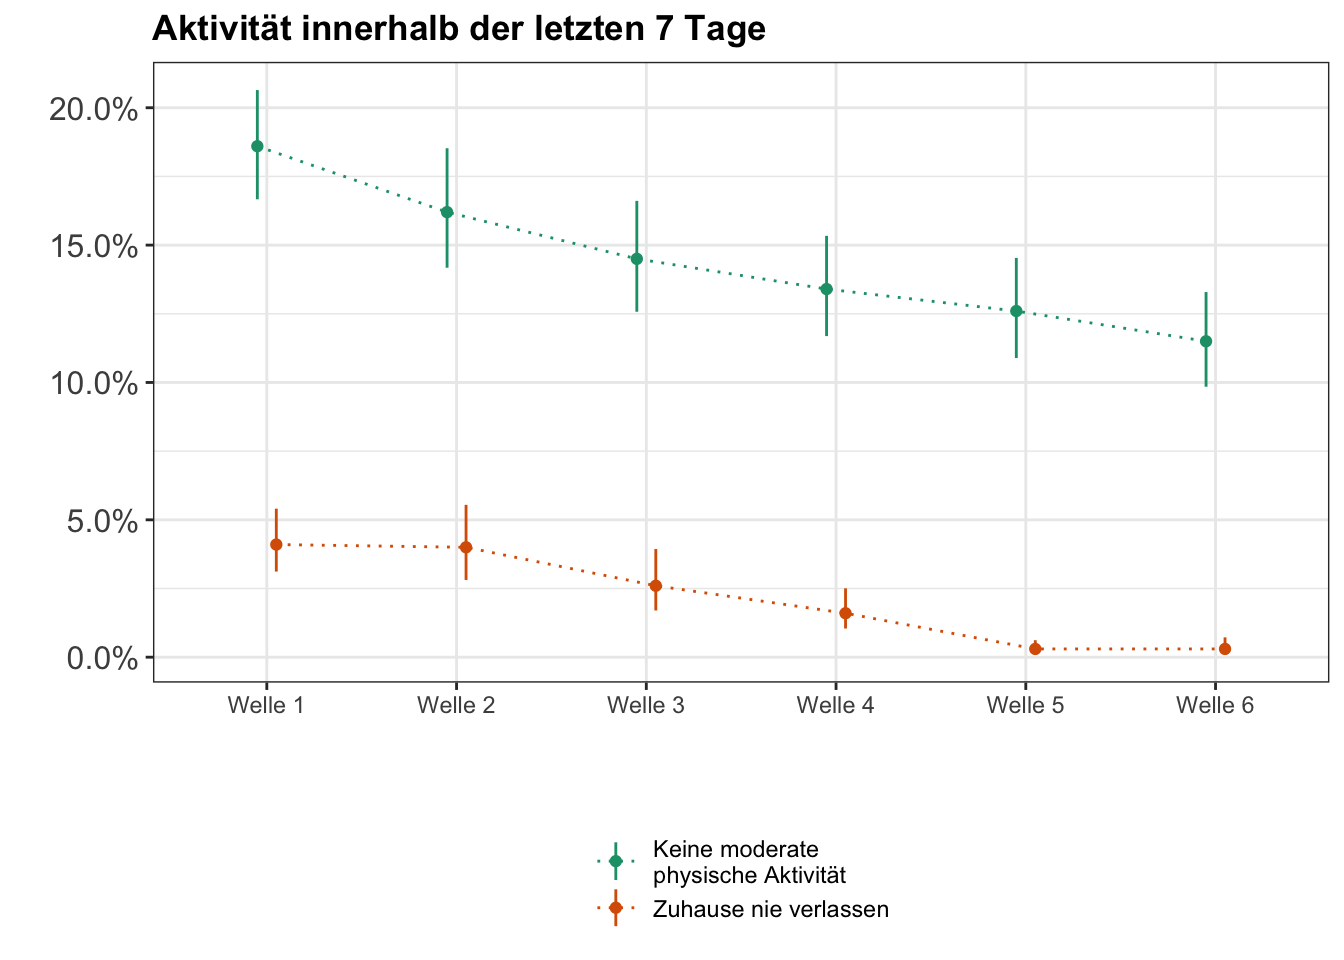 Aktivität innerhalb der letzten 7 Tage
20.0%
15.0%
10.0%
5.0%
0.0%
Welle 1 Welle 2 Welle 3 Welle 4 Welle 5 Welle 6
Keine moderate
physische Aktivität
Zuhause nie verlassen